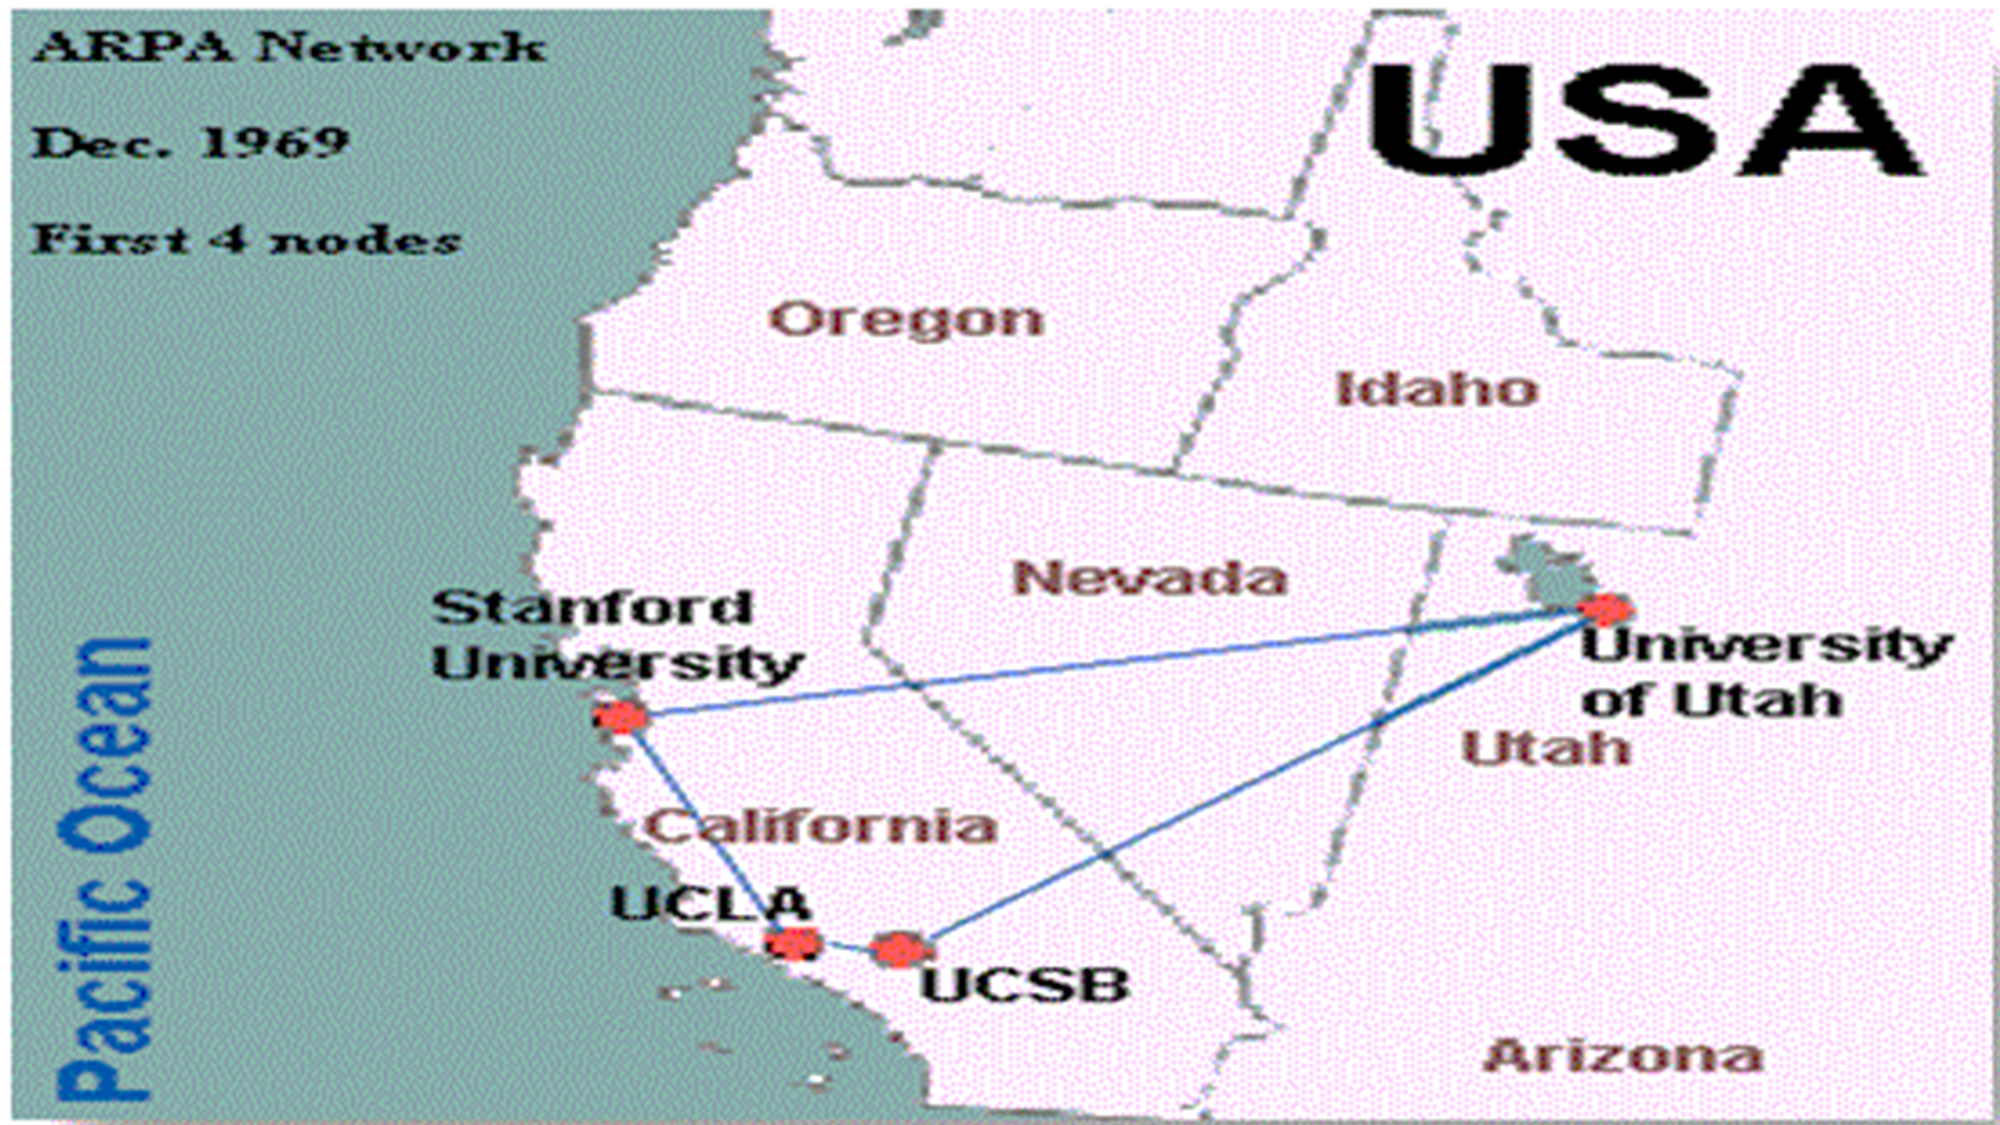 ARPA Network
Dec. 1969
First 4 nodes
USA
Oregon
Idaho
Nevada
Stanford
University
University
of Utah
Utah
California
UCLA
UCSB
Arizona
Pacific Ocean